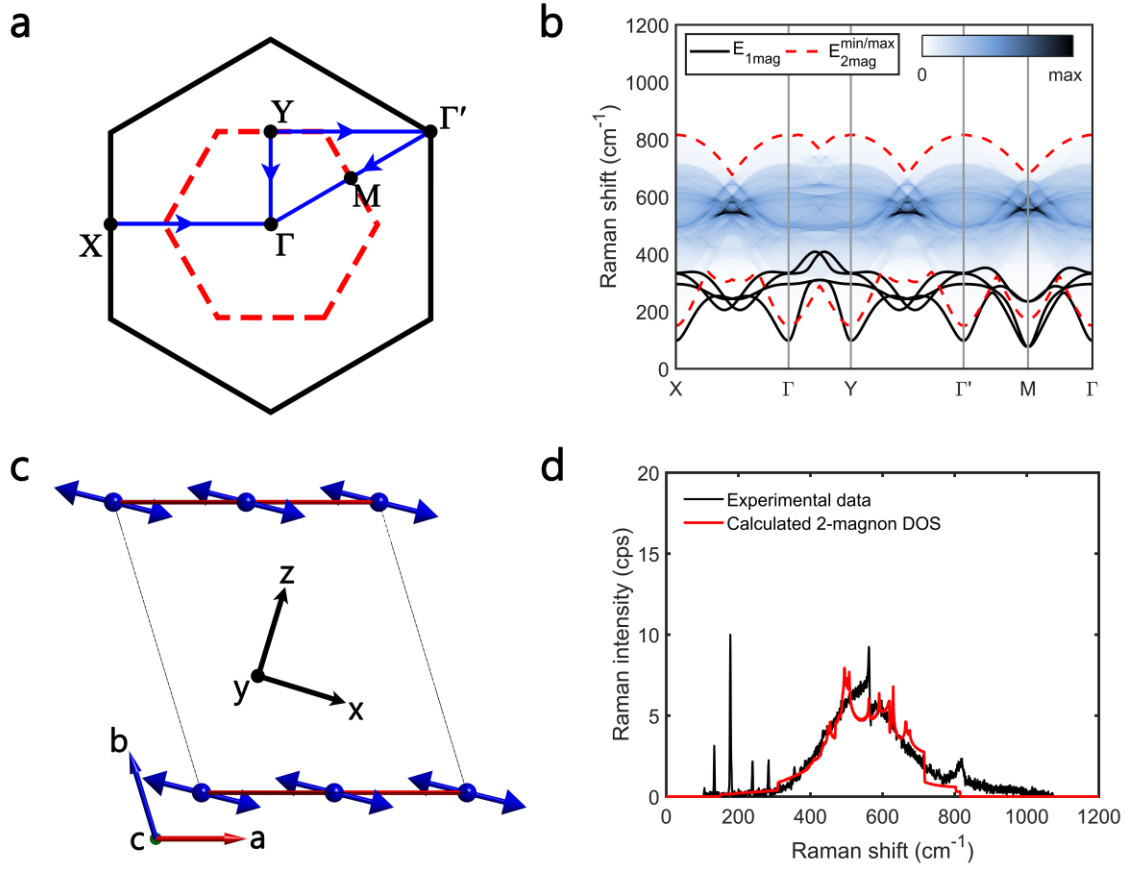 a
Y
Γ′
M
X
Γ
b
1200
1000
800
600
400
200
0
Raman shift (cm⁻¹)
E1mag
E2mag^min/max
0 max
X Γ Y Γ' M Γ
c
z
y
x
b
c
a
d
20
15
10
5
0
Raman intensity (cps)
Experimental data
Calculated 2-magnon DOS
0 200 400 600 800 1000 1200
Raman shift (cm⁻¹)